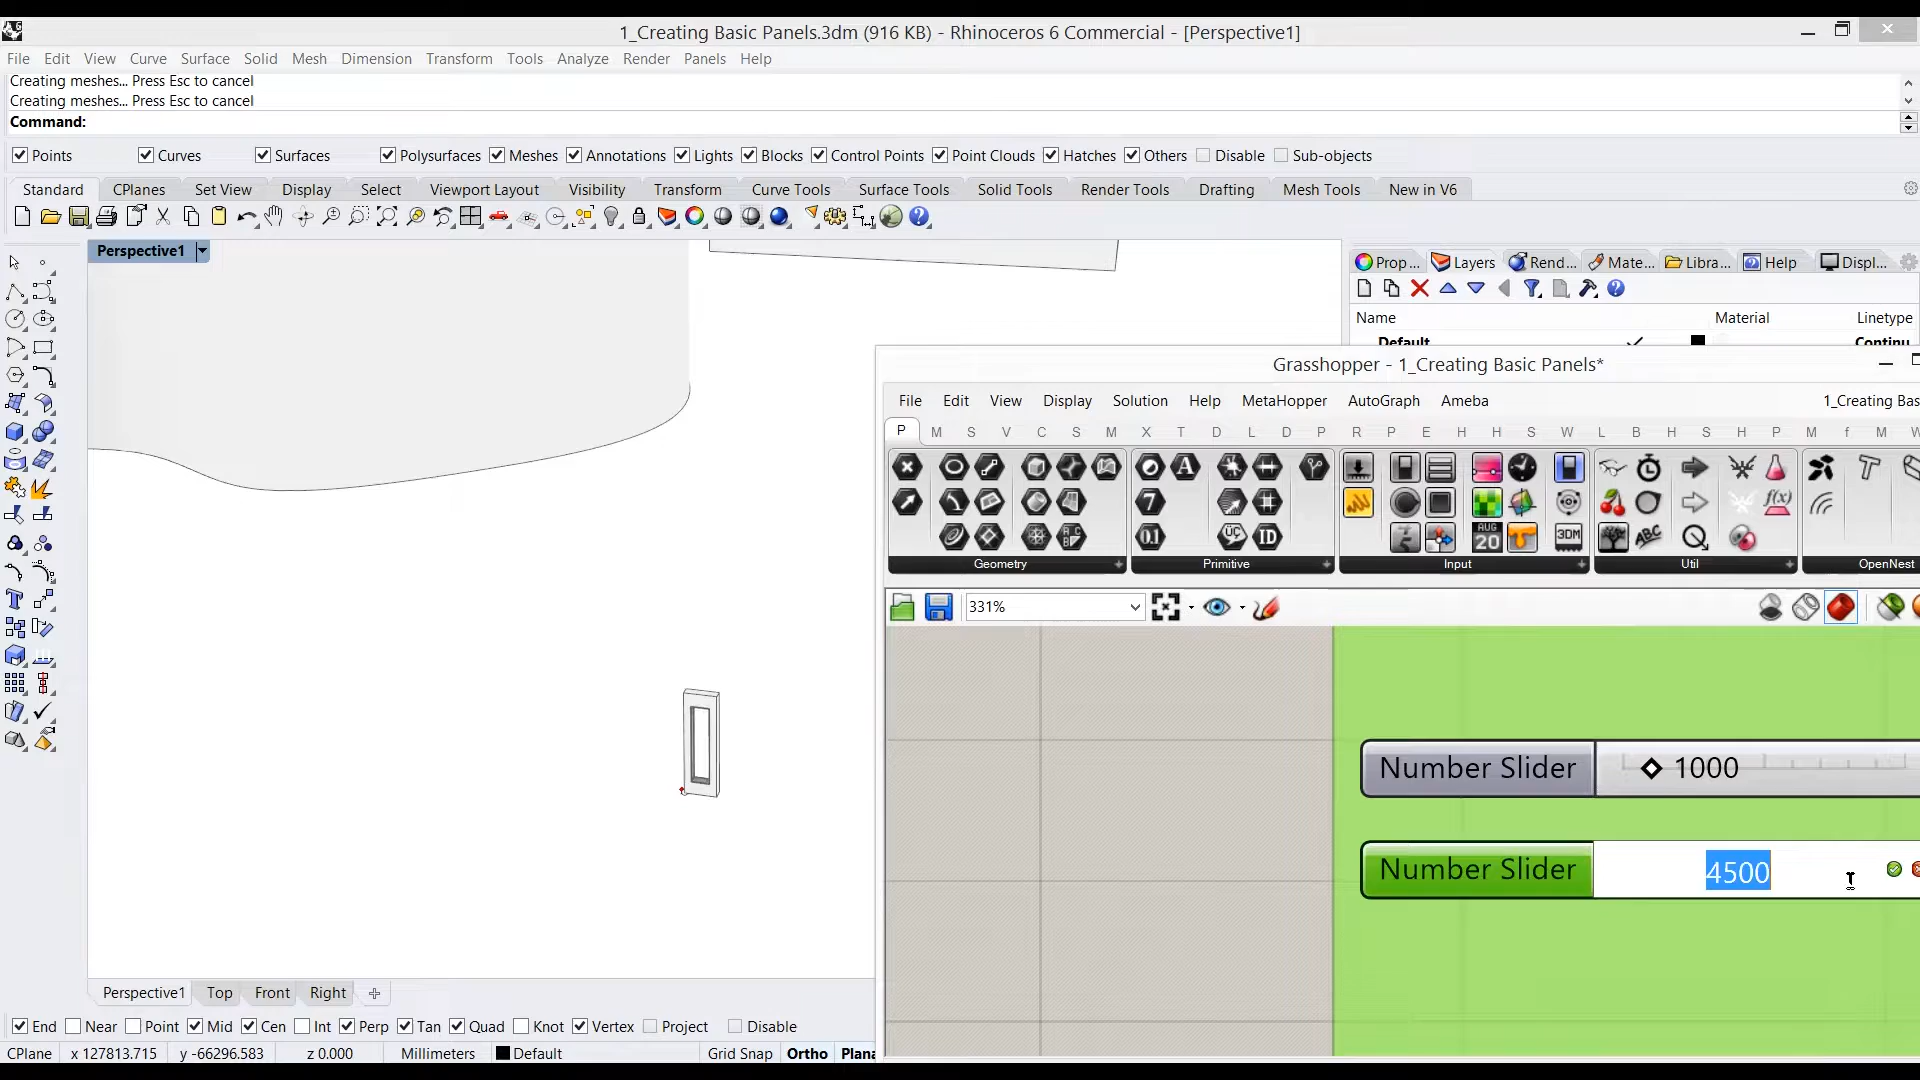 1_Creating Basic Panels.3dm (916 KB) - Rhinoceros 6 Commercial - [Perspective1]
File Edit View Curve Surface Solid Mesh Dimension Transform Tools Analyze Render Panels Help
Creating meshes... Press Esc to cancel
Creating meshes... Press Esc to cancel
Command:
Points Curves Surfaces Polysurfaces Meshes Annotations Lights Blocks Control Points Point Clouds Hatches Others Disable Sub-objects
Standard CPlanes Set View Display Select Viewport Layout Visibility Transform Curve Tools Surface Tools Solid Tools Render Tools Drafting Mesh Tools New in V6
Perspective1
Prop... Layers Rend... Mate... Libra... Help Displ...
Name Material Linetype
Default Continu
Grasshopper - 1_Creating Basic Panels*
File Edit View Display Solution Help MetaHopper AutoGraph Ameba 1_Creating Bas
P M S V C S M X T D L D P R P E H H S W L B H S H P M f M W
Geometry Primitive Input Util OpenNest
331%
Number Slider 1000
Number Slider 4500
Perspective1 Top Front Right
End Near Point Mid Cen Int Perp Tan Quad Knot Vertex Project Disable
CPlane x 127813.715 y -66296.583 z 0.000 Millimeters Default Grid Snap Ortho Plana